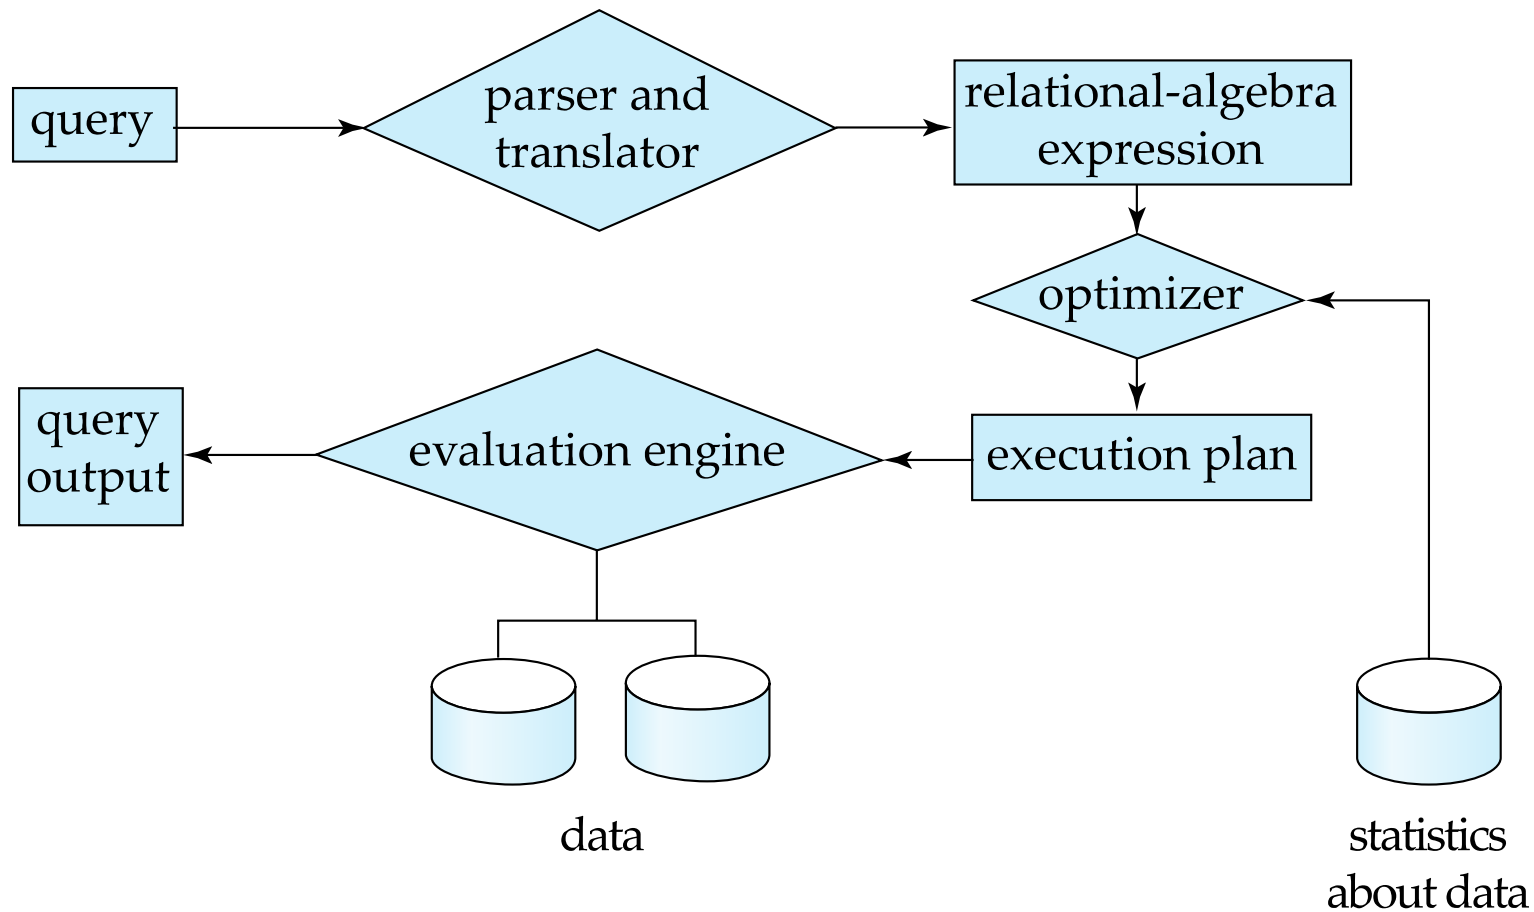 query
parser and
translator
relational-algebra
expression
optimizer
query
output
evaluation engine
execution plan
data
statistics
about data